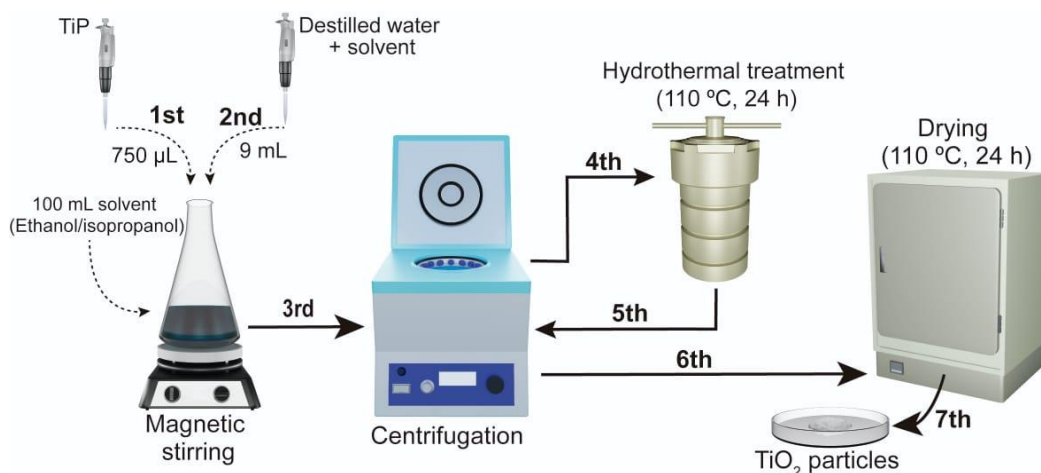 TiP
Destilled water
+ solvent
1st
2nd
750 µL
9 mL
100 mL solvent
(Ethanol/isopropanol)
Magnetic
stirring
3rd
Centrifugation
4th
Hydrothermal treatment
(110 ºC, 24 h)
5th
6th
Drying
(110 ºC, 24 h)
7th
TiO₂ particles